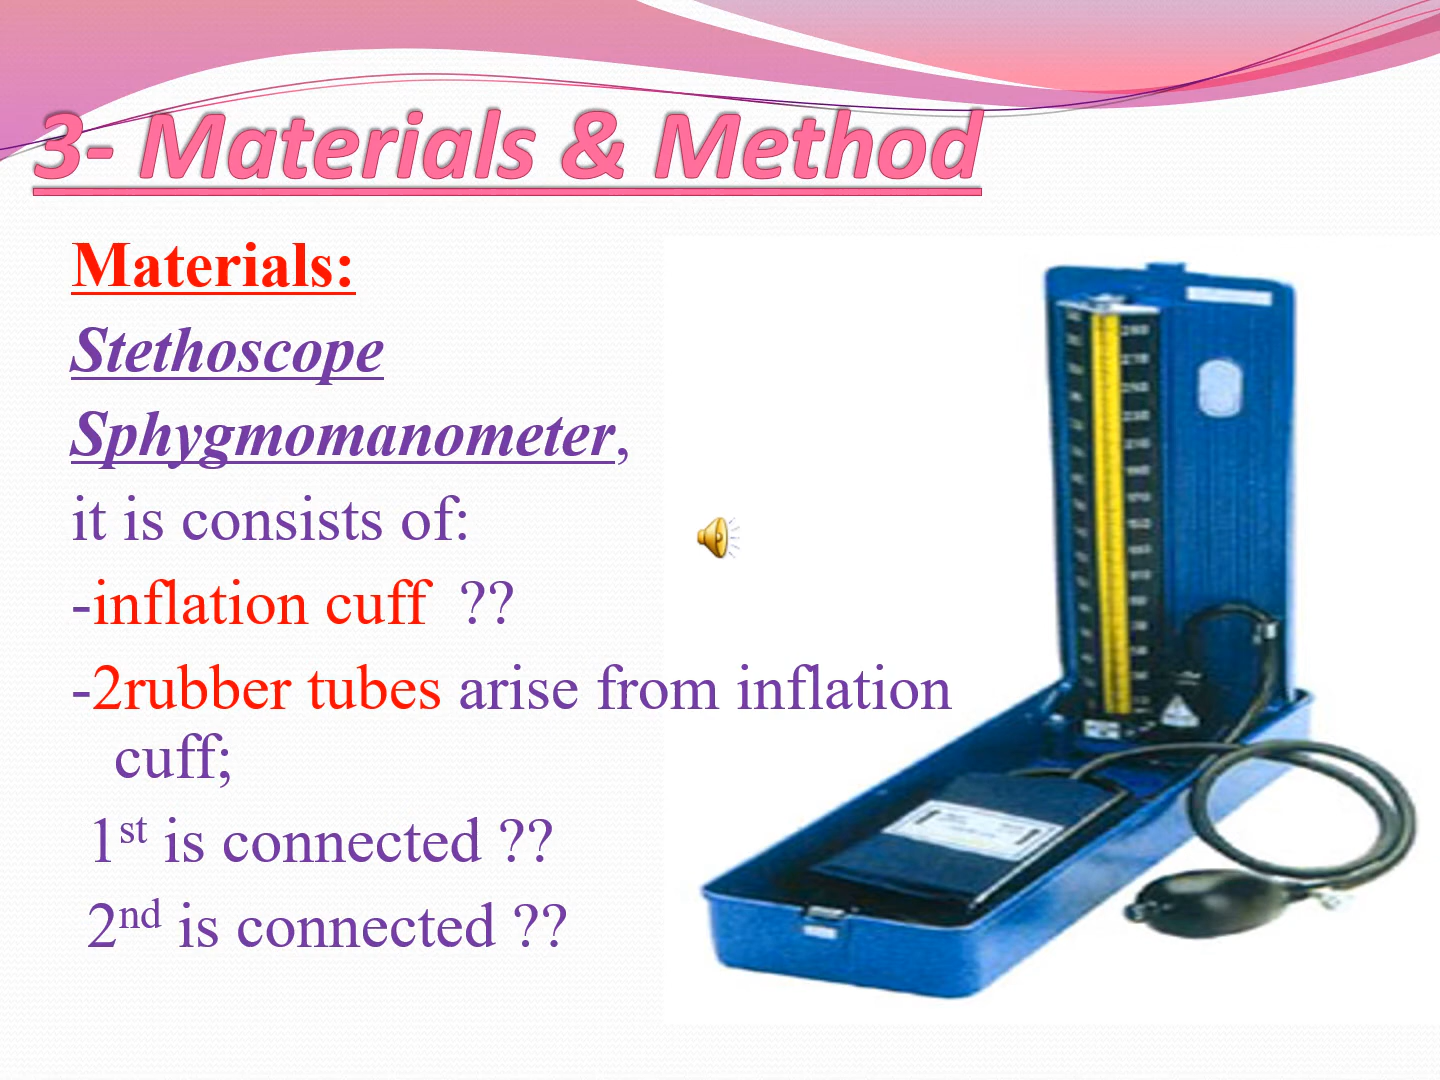 3- Materials & Method
Materials:
Stethoscope
Sphygmomanometer,
it is consists of:
-inflation cuff  ??
-2rubber tubes arise from inflation
cuff;
1st is connected ??
2nd is connected ??